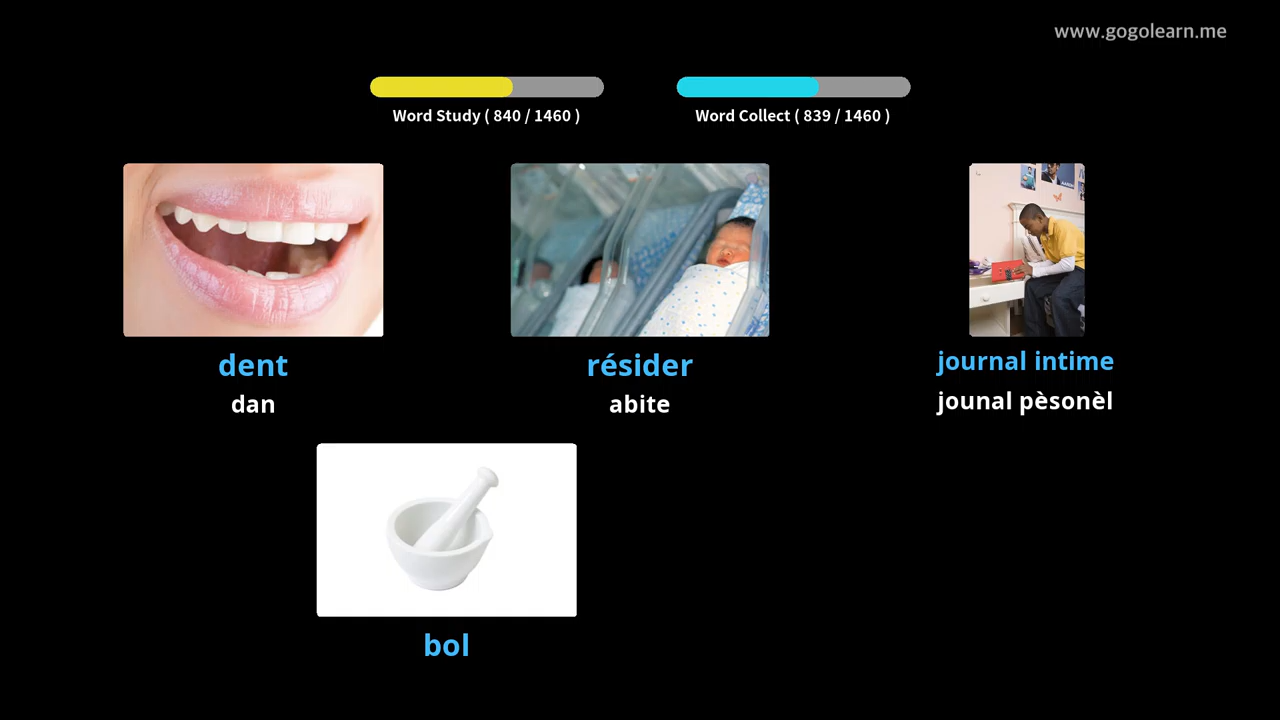 www.gogolearn.me
Word Study ( 840 / 1460 )
Word Collect ( 839 / 1460 )
dent
dan
résider
abite
journal intime
jounal pèsonèl
bol